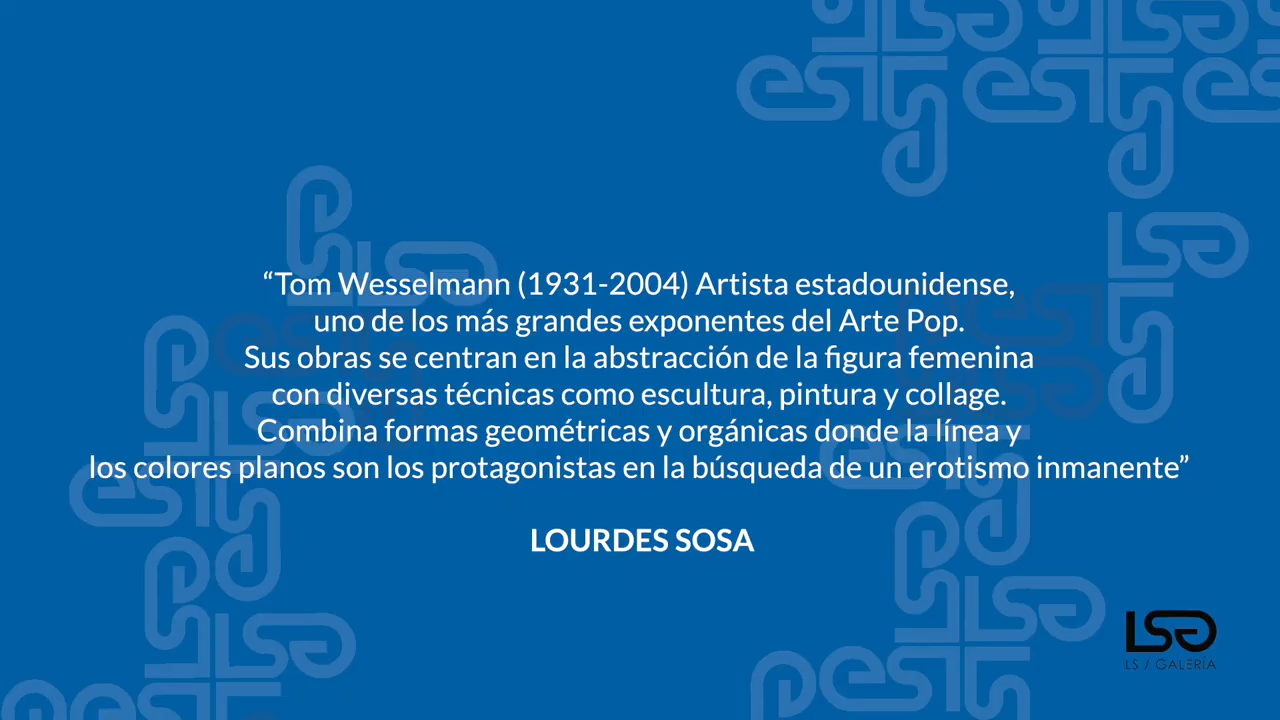 “Tom Wesselmann (1931-2004) Artista estadounidense,
uno de los más grandes exponentes del Arte Pop.
Sus obras se centran en la abstracción de la figura femenina
con diversas técnicas como escultura, pintura y collage.
Combina formas geométricas y orgánicas donde la línea y
los colores planos son los protagonistas en la búsqueda de un erotismo inmanente”
LOURDES SOSA
LSG
LS / GALERÍA